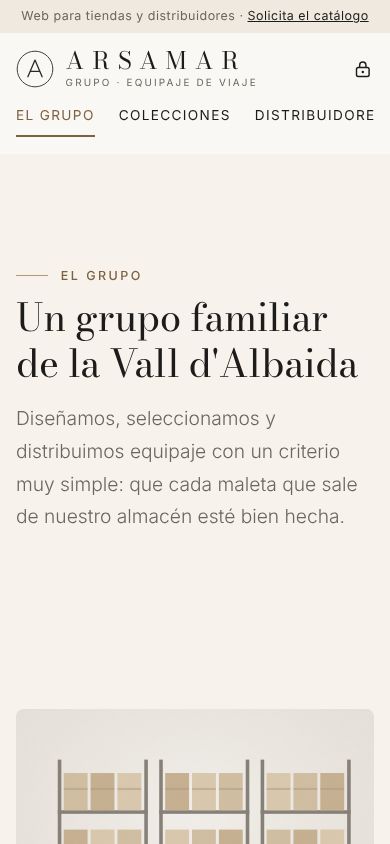 Web para tiendas y distribuidores · Solicita el catálogo
A ARSAMAR
GRUPO · EQUIPAJE DE VIAJE
EL GRUPO COLECCIONES DISTRIBUIDORE
EL GRUPO
Un grupo familiar
de la Vall d'Albaida
Diseñamos, seleccionamos y
distribuimos equipaje con un criterio
muy simple: que cada maleta que sale
de nuestro almacén esté bien hecha.